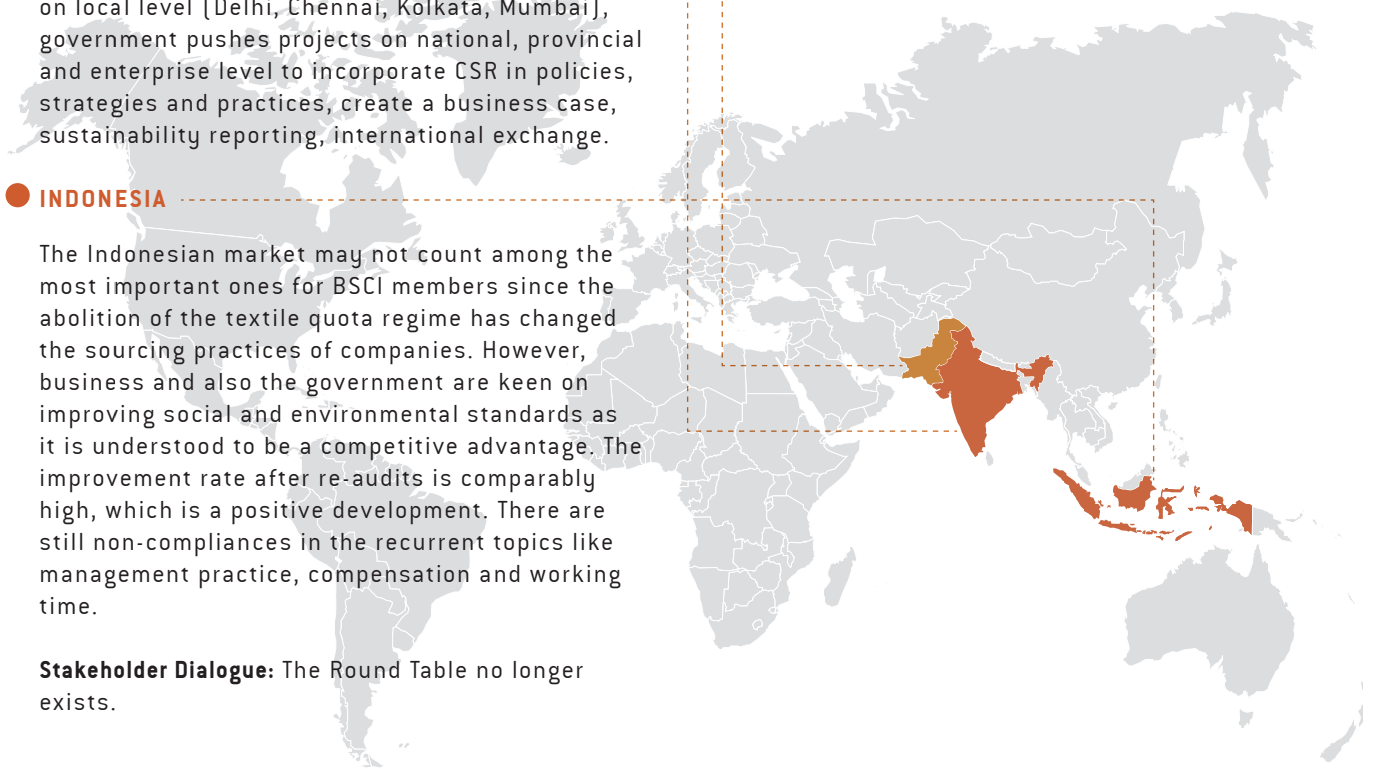 on local level (Delhi, Chennai, Kolkata, Mumbai),
government pushes projects on national, provincial
and enterprise level to incorporate CSR in policies,
strategies and practices, create a business case,
sustainability reporting, international exchange.
INDONESIA
The Indonesian market may not count among the
most important ones for BSCI members since the
abolition of the textile quota regime has changed
the sourcing practices of companies. However,
business and also the government are keen on
improving social and environmental standards as
it is understood to be a competitive advantage. The
improvement rate after re-audits is comparably
high, which is a positive development. There are
still non-compliances in the recurrent topics like
management practice, compensation and working
time.
Stakeholder Dialogue: The Round Table no longer
exists.